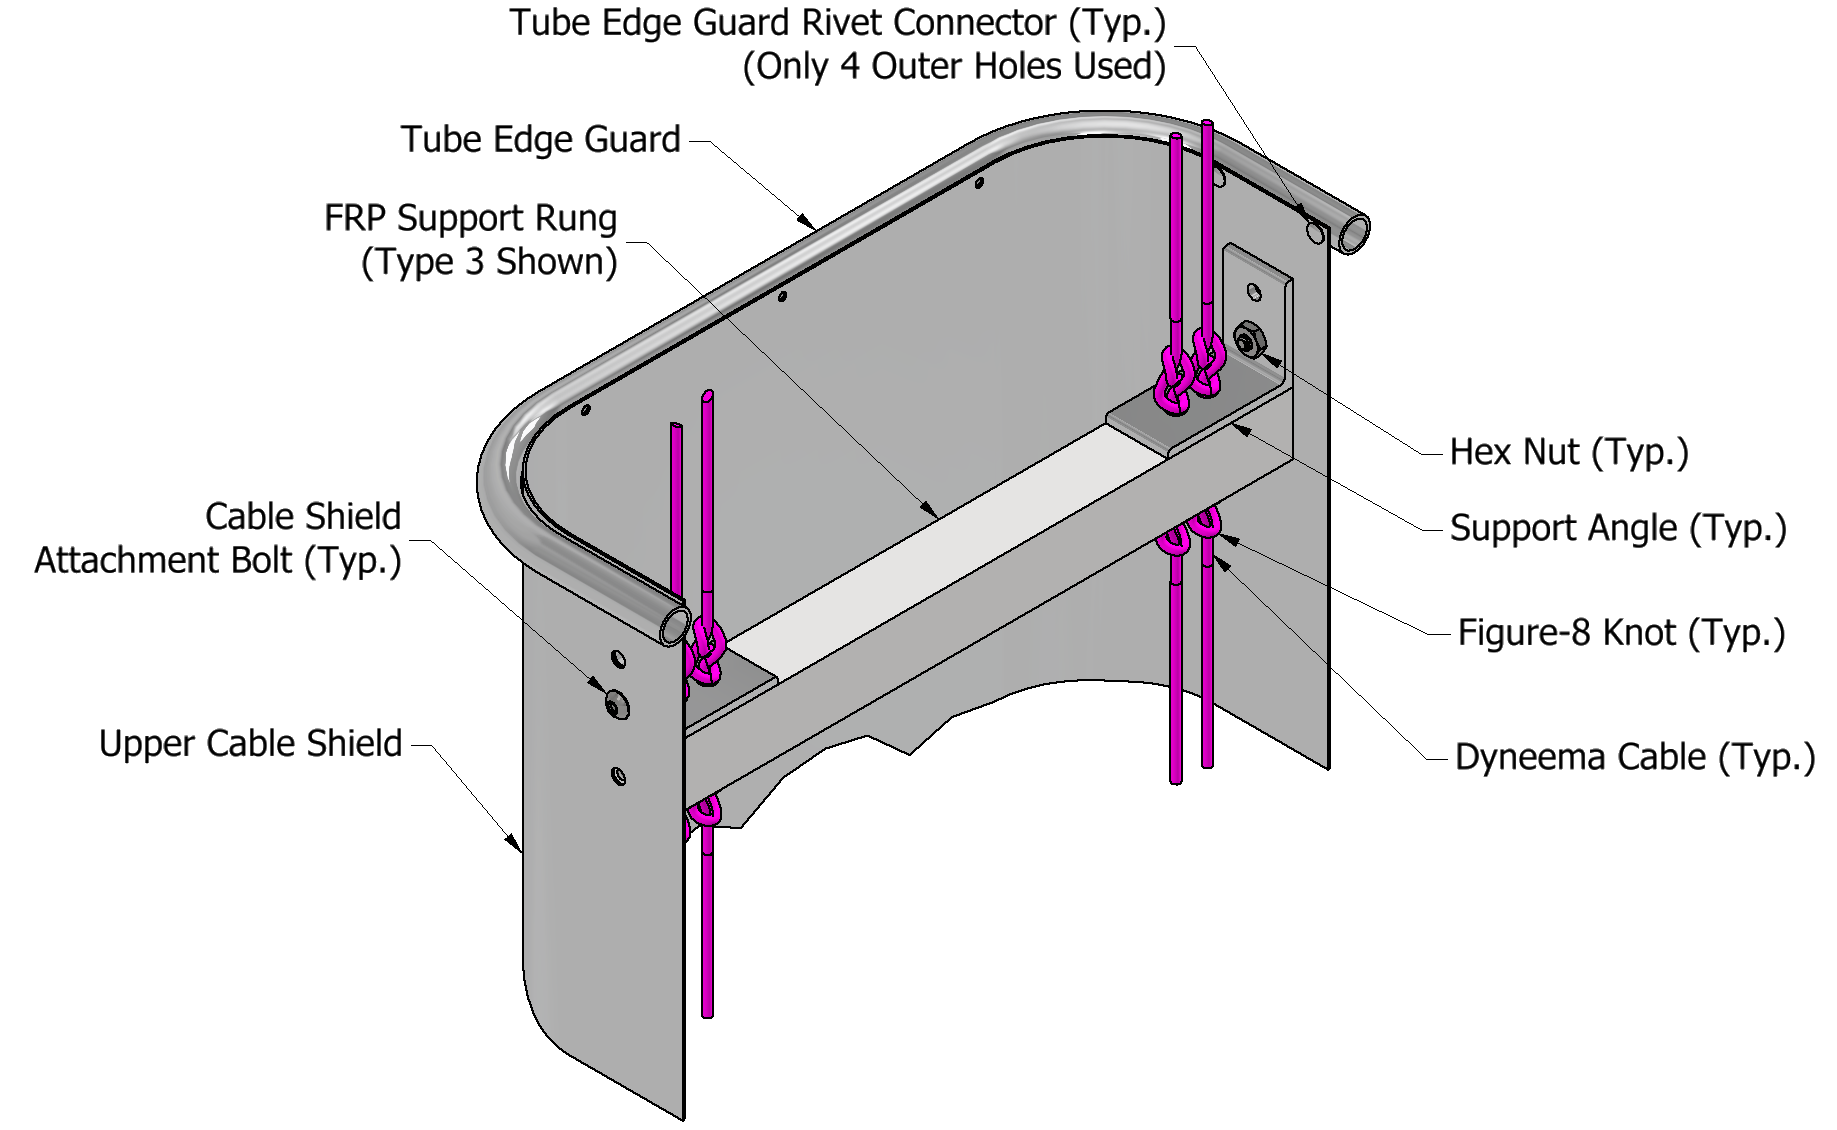 Tube Edge Guard Rivet Connector (Typ.)
(Only 4 Outer Holes Used)
Tube Edge Guard
FRP Support Rung
(Type 3 Shown)
Cable Shield
Attachment Bolt (Typ.)
Upper Cable Shield
Hex Nut (Typ.)
Support Angle (Typ.)
Figure-8 Knot (Typ.)
Dyneema Cable (Typ.)